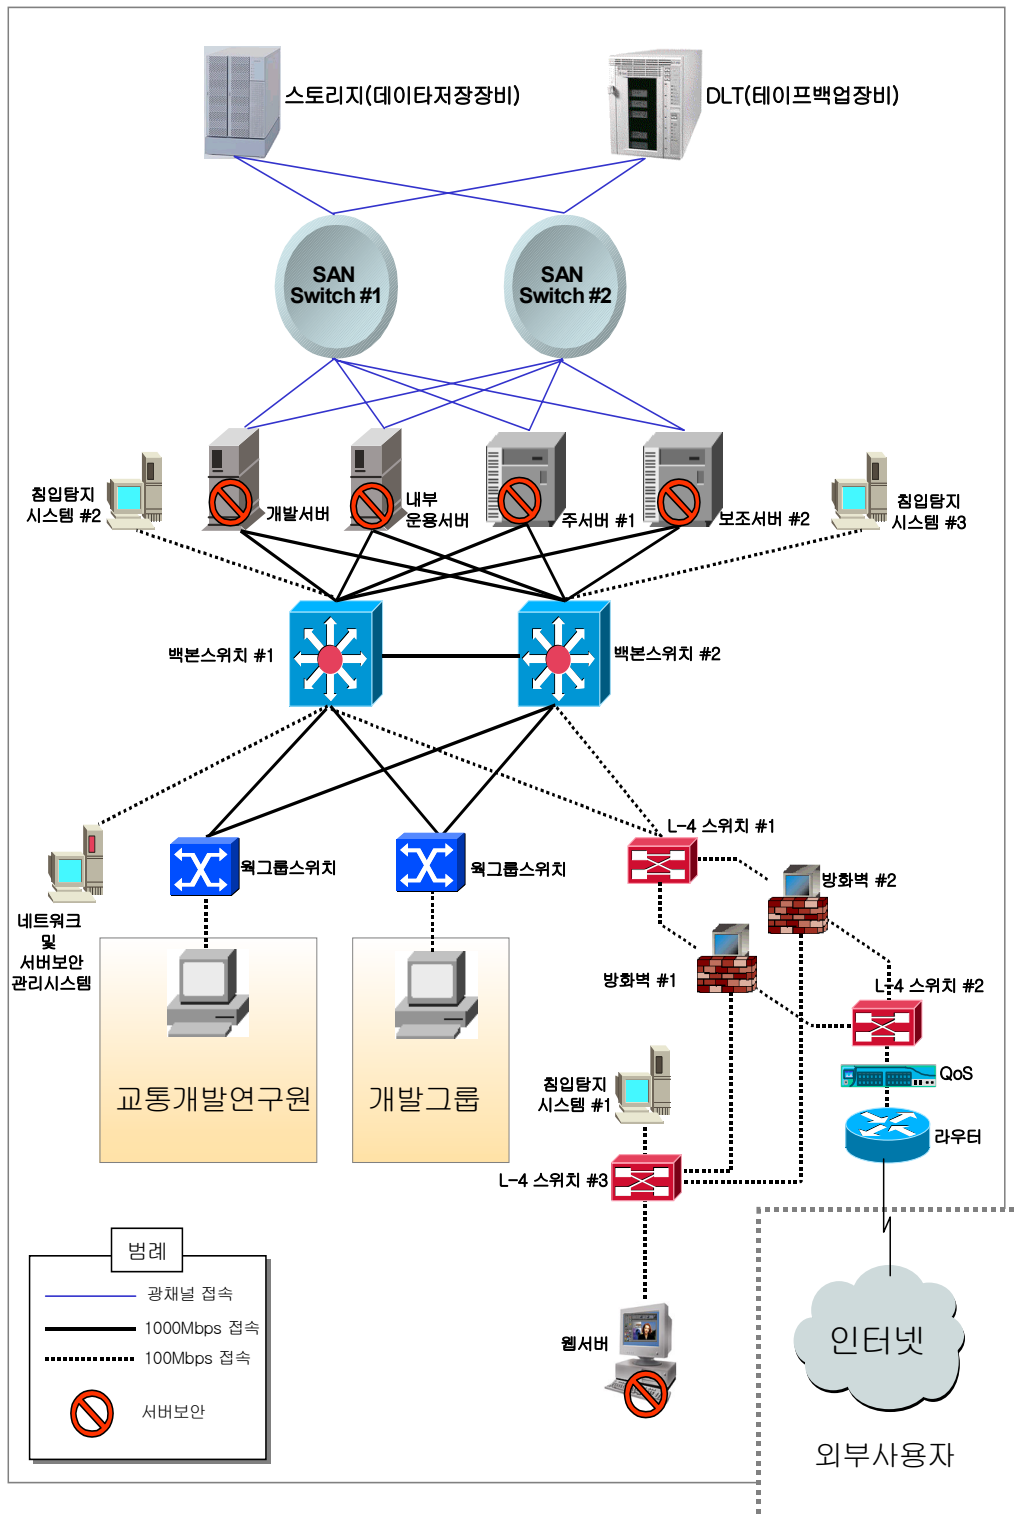 스토리지(데이타저장장비)
DLT(테이프백업장비)
SAN
Switch #1
SAN
Switch #2
침입탐지
시스템 #2
개발서버
내부
운용서버
주서버 #1
보조서버 #2
침입탐지
시스템 #3
백본스위치 #1
백본스위치 #2
L-4 스위치 #1
웍그룹스위치
웍그룹스위치
방화벽 #2
네트워크
및
서버보안
관리시스템
방화벽 #1
L-4 스위치 #2
QoS
침입탐지
시스템 #1
교통개발연구원
개발그룹
라우터
L-4 스위치 #3
범례
광채널 접속
1000Mbps 접속
100Mbps 접속
서버보안
웹서버
인터넷
외부사용자